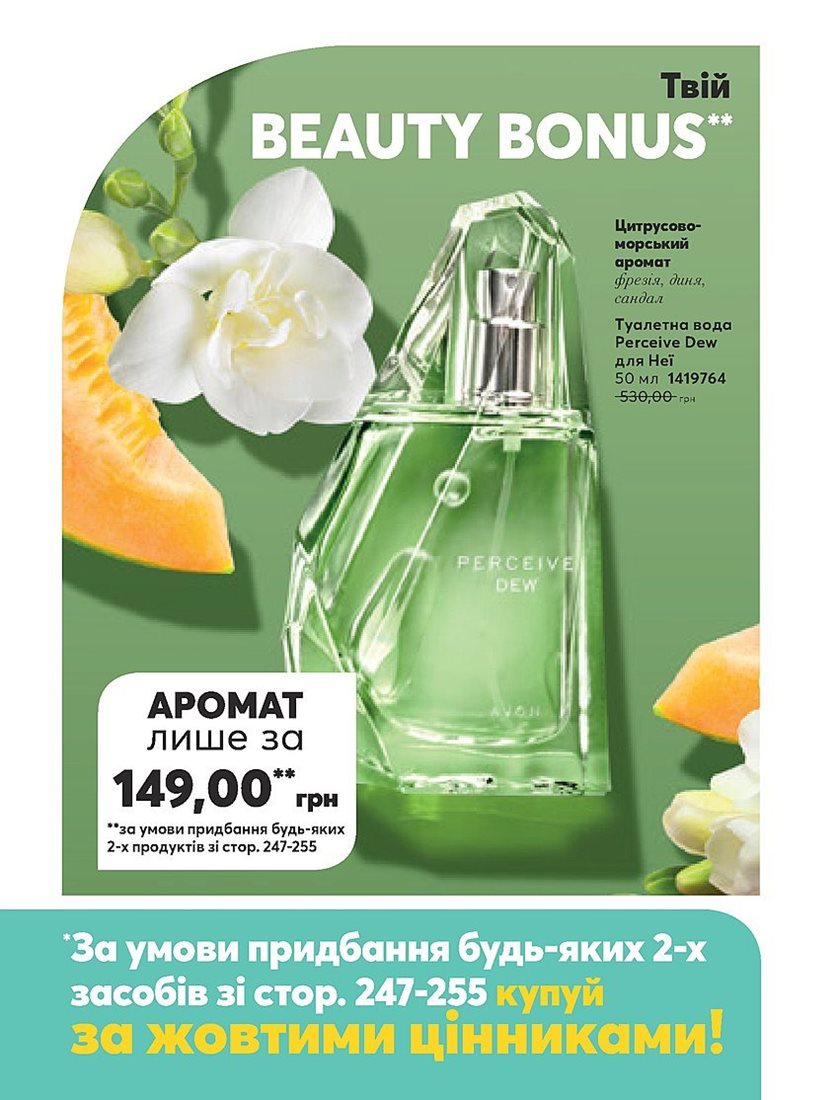 Твій
BEAUTY BONUS**
Цитрусово-
морський
аромат
фрезія, диня,
сандал
Туалетна вода
Perceive Dew
для Неї
50 мл 1419764
530,00 грн
PERCEIVE
DEW
AVON
АРОМАТ
лише за
149,00** грн
**за умови придбання будь-яких
2-х продуктів зі стор. 247-255
*За умови придбання будь-яких 2-х
засобів зі стор. 247-255 купуй
за жовтими цінниками!